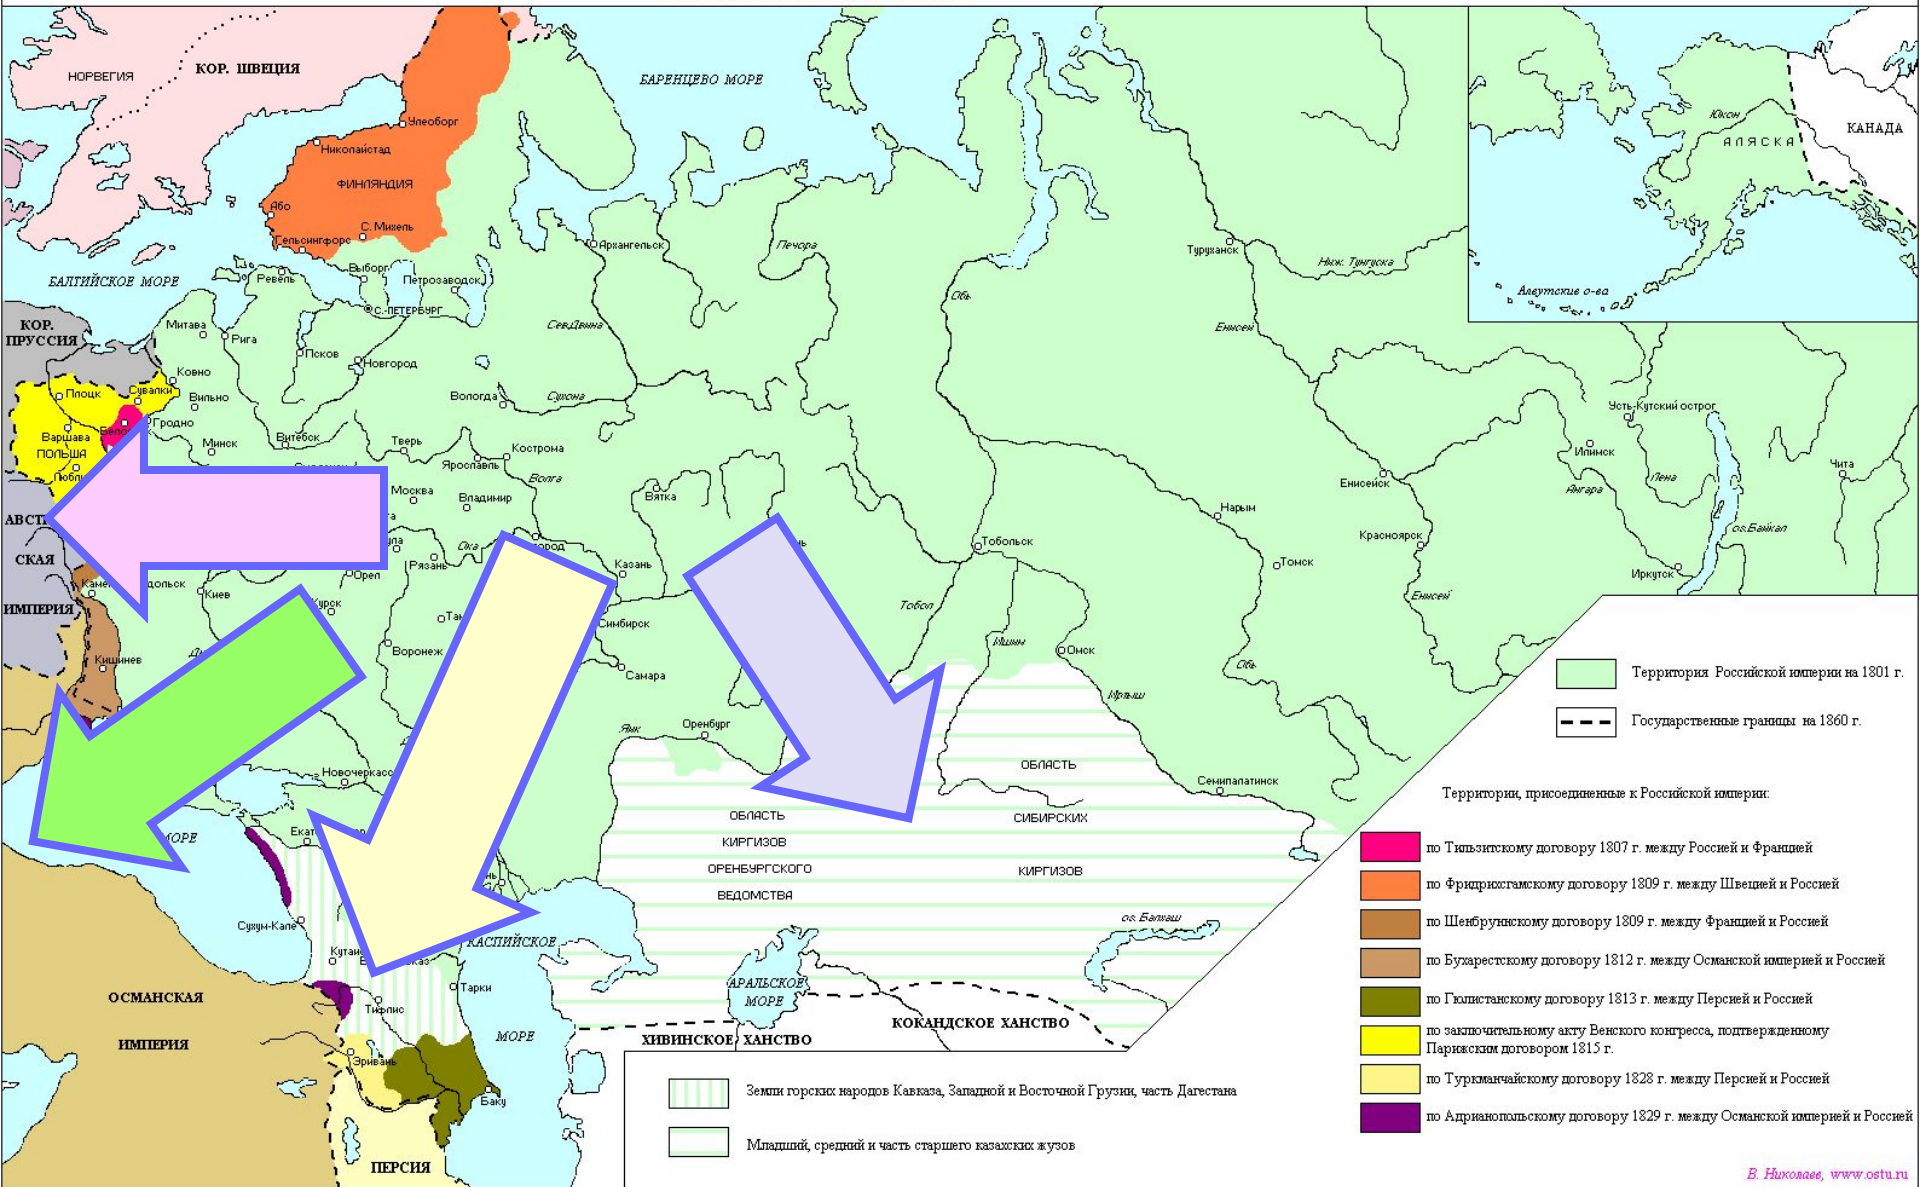 НОРВЕГИЯ
КОР. ШВЕЦИЯ
БАРЕНЦЕВО МОРЕ
Юкон
АЛЯСКА
КАНАДА
Алеутские о-ва
Улеоборг
Николайстад
ФИНЛЯНДИЯ
Або
С. Михель
Гельсингфорс
Архангельск
Печора
Туруханск
Ниж. Тунгуска
БАЛТИЙСКОЕ МОРЕ
Ревель
Выборг
Петрозаводск
С.-ПЕТЕРБУРГ
Обь
Енисей
КОР.
ПРУССИЯ
Митава
Рига
Псков
Новгород
Сев.Двина
Ковно
Вильно
Плоцк
Сувалки
Гродно
Вологда
Сухона
Варшава
ПОЛЬША
Минск
Витебск
Тверь
Ярославль
Кострома
Волга
Вятка
Москва
Владимир
Усть-Кутский острог
Илимск
Лена
Ангара
Чита
Енисейск
Нарым
Красноярск
оз.Байкал
Тобольск
Томск
Иркутск
Енисей
СКАЯ
ИМПЕРИЯ
Ока
Рязань
Орел
Казань
Киев
Курск
Симбирск
Тобол
Ишим
Омск
Обь
Воронеж
Самара
Кишинев
Иртыш
Яик
Оренбург
Семипалатинск
ОБЛАСТЬ
СИБИРСКИХ
КИРГИЗОВ
ОБЛАСТЬ
КИРГИЗОВ
ОРЕНБУРГСКОГО
ВЕДОМСТВА
оз. Балхаш
Сухум-Кале
КАСПИЙСКОЕ
МОРЕ
Тарки
Тифлис
АРАЛЬСКОЕ
МОРЕ
КОКАНДСКОЕ ХАНСТВО
ХИВИНСКОЕ ХАНСТВО
ОСМАНСКАЯ
ИМПЕРИЯ
Эривань
Баку
ПЕРСИЯ
Территория Российской империи на 1801 г.
Государственные границы на 1860 г.
Территории, присоединенные к Российской империи:
по Тильзитскому договору 1807 г. между Россией и Францией
по Фридрихсгамскому договору 1809 г. между Швецией и Россией
по Шенбруннскому договору 1809 г. между Францией и Россией
по Бухарестскому договору 1812 г. между Османской империей и Россией
по Гюлистанскому договору 1813 г. между Персией и Россией
по заключительному акту Венского конгресса, подтвержденному
Парижским договором 1815 г.
по Туркманчайскому договору 1828 г. между Персией и Россией
по Адрианопольскому договору 1829 г. между Османской империей и Россией
Земли горских народов Кавказа, Западной и Восточной Грузии, часть Дагестана
Младший, средний и часть старшего казахских жузов
В. Николаев, www.ostu.ru